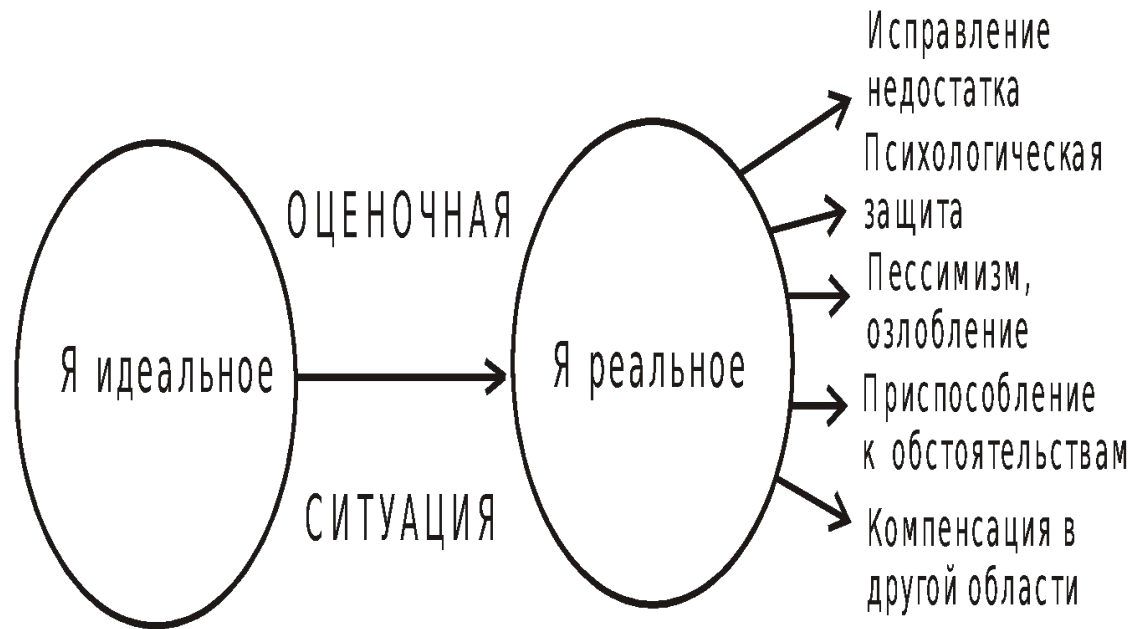 Я идеальное
ОЦЕНОЧНАЯ
СИТУАЦИЯ
Я реальное
Исправление
недостатка
Психологическая
защита
Пессимизм,
озлобление
Приспособление
к обстоятельствам
Компенсация в
другой области